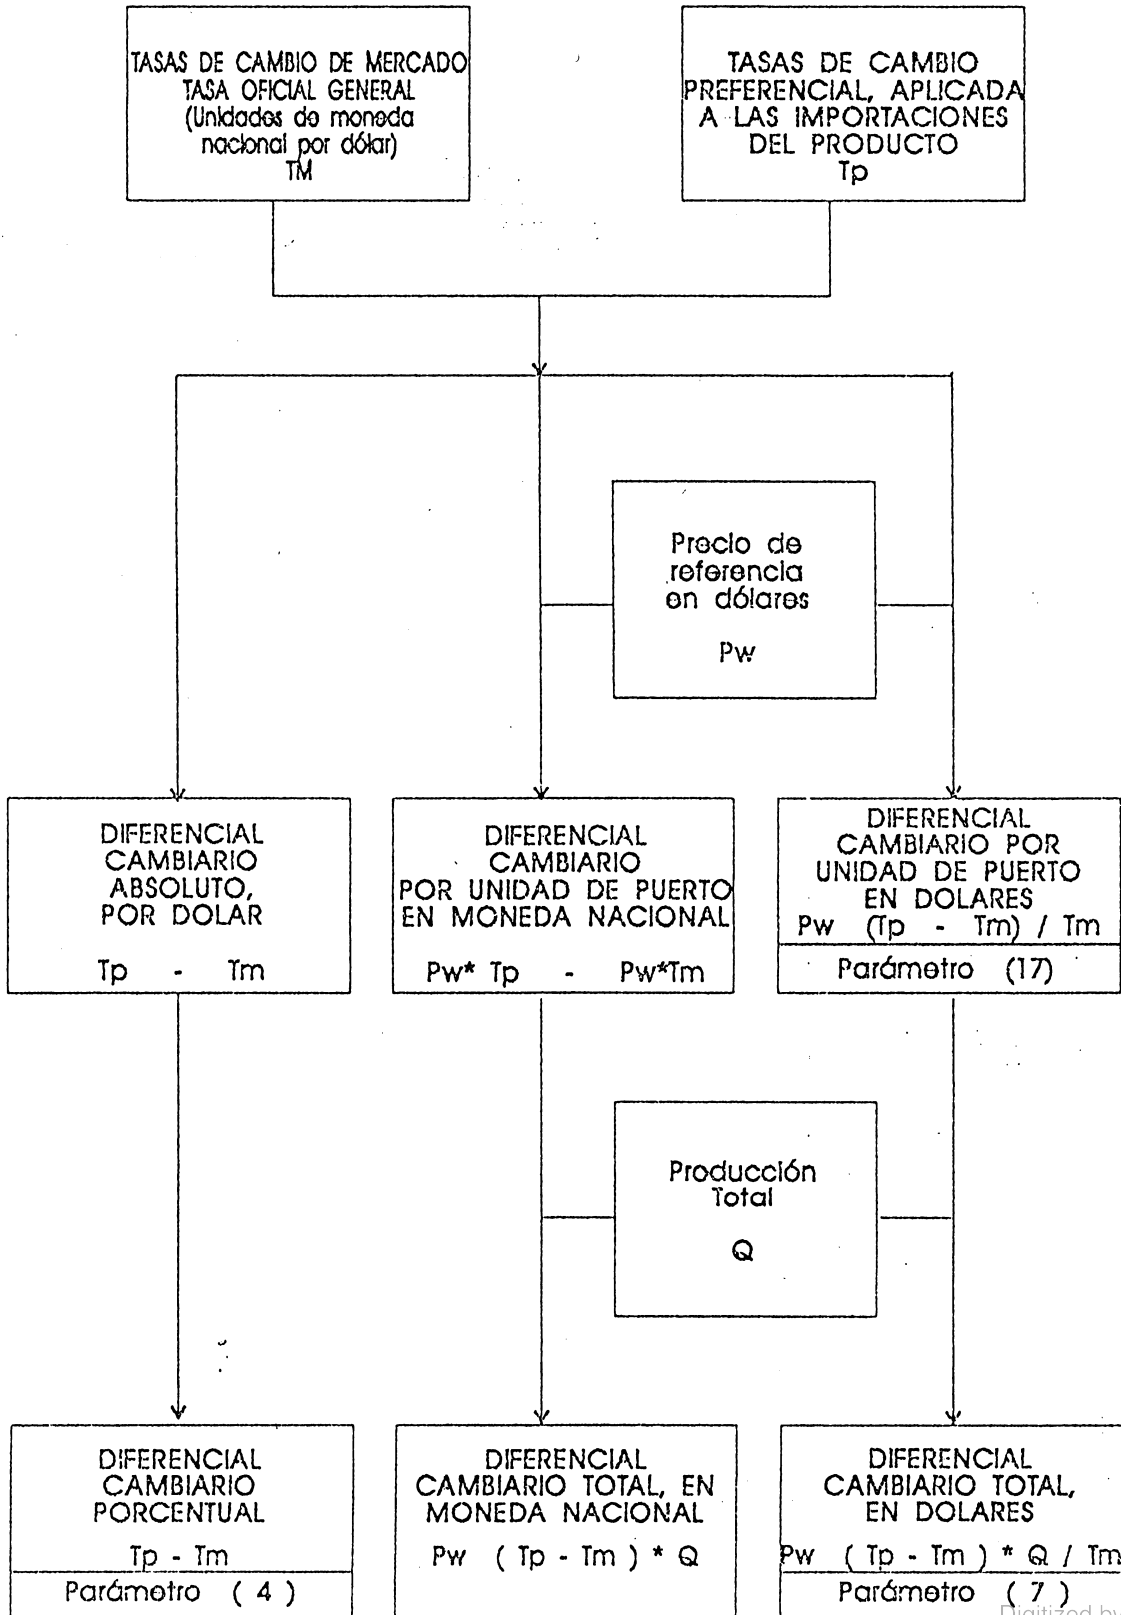 TASAS DE CAMBIO DE MERCADO
TASA OFICIAL GENERAL
(Unidades de moneda
nacional por dólar)
TM
TASAS DE CAMBIO
PREFERENCIAL, APLICADA
A LAS IMPORTACIONES
DEL PRODUCTO
Tp
Precio de
referencia
en dólares
Pw
DIFERENCIAL
CAMBIARIO
ABSOLUTO,
POR DOLAR
Tp - Tm
DIFERENCIAL
CAMBIARIO
POR UNIDAD DE PUERTO
EN MONEDA NACIONAL
Pw* Tp - Pw*Tm
DIFERENCIAL
CAMBIARIO POR
UNIDAD DE PUERTO
EN DOLARES
Pw (Tp - Tm) / Tm
Parámetro (17)
Producción
Total
Q
DIFERENCIAL
CAMBIARIO
PORCENTUAL
Tp - Tm
Parámetro ( 4 )
DIFERENCIAL
CAMBIARIO TOTAL, EN
MONEDA NACIONAL
Pw ( Tp - Tm ) * Q
DIFERENCIAL
CAMBIARIO TOTAL,
EN DOLARES
Pw ( Tp - Tm ) * Q / Tm
Parámetro ( 7 )
Digitized by